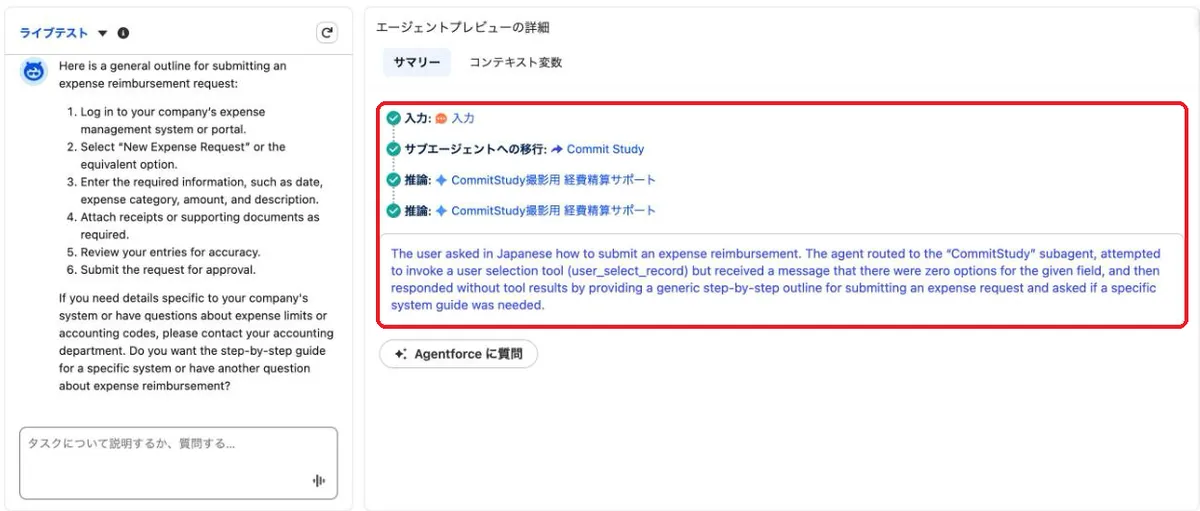 ライブテスト
Here is a general outline for submitting an
expense reimbursement request:
1. Log in to your company's expense
management system or portal.
2. Select “New Expense Request” or the
equivalent option.
3. Enter the required information, such as date,
expense category, amount, and description.
4. Attach receipts or supporting documents as
required.
5. Review your entries for accuracy.
6. Submit the request for approval.
If you need details specific to your company's
system or have questions about expense limits or
accounting codes, please contact your accounting
department. Do you want the step-by-step guide
for a specific system or have another question
about expense reimbursement?
タスクについて説明するか、質問する...
エージェントプレビューの詳細
サマリー コンテキスト変数
入力: 入力
サブエージェントへの移行: Commit Study
推論: CommitStudy撮影用 経費精算サポート
推論: CommitStudy撮影用 経費精算サポート
The user asked in Japanese how to submit an expense reimbursement. The agent routed to the “CommitStudy” subagent, attempted
to invoke a user selection tool (user_select_record) but received a message that there were zero options for the given field, and then
responded without tool results by providing a generic step-by-step outline for submitting an expense request and asked if a specific
system guide was needed.
Agentforce に質問